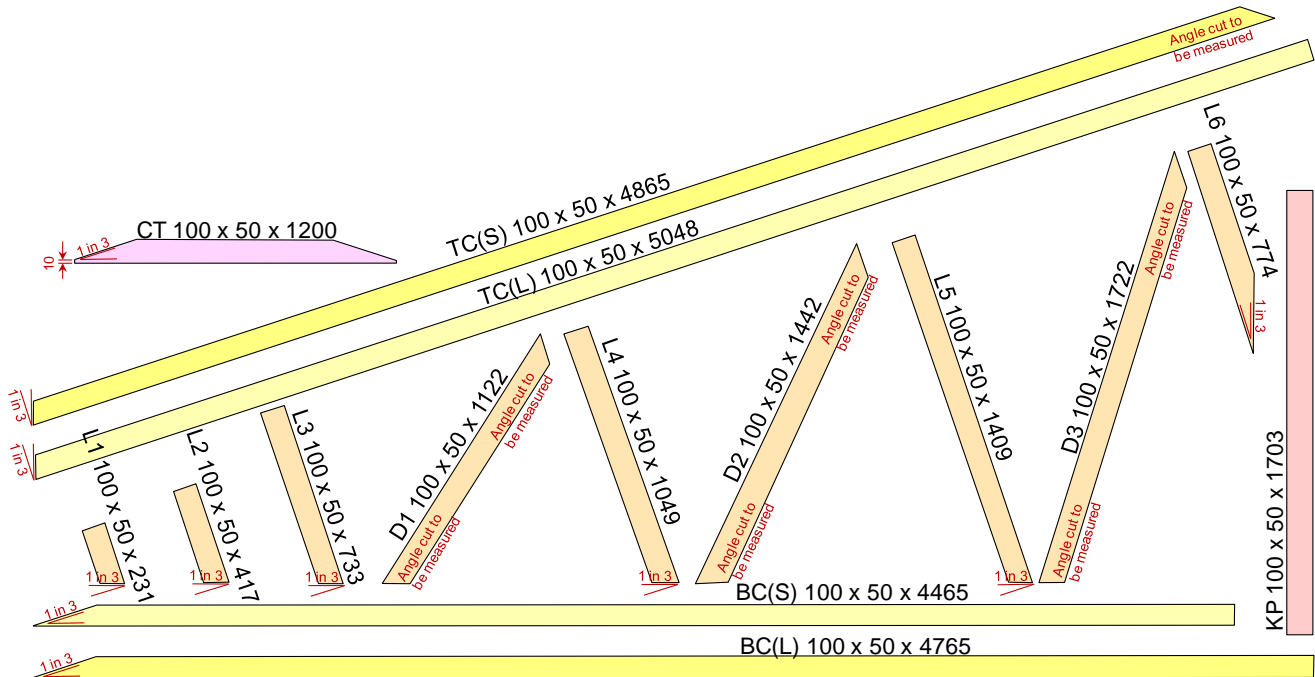 Angle cut to
be measured
L6 100 x 50 x 774
1 in 3
TC(S) 100 x 50 x 4865
TC(L) 100 x 50 x 5048
CT 100 x 50 x 1200
1 in 3
10
1 in 3
1 in 3
L1 100 x 50 x 231
1 in 3
L2 100 x 50 x 417
1 in 3
L3 100 x 50 x 733
1 in 3
D1 100 x 50 x 1122
Angle cut to
be measured
Angle cut to
be measured
L4 100 x 50 x 1049
1 in 3
D2 100 x 50 x 1442
Angle cut to
be measured
Angle cut to
be measured
L5 100 x 50 x 1409
1 in 3
D3 100 x 50 x 1722
Angle cut to
be measured
Angle cut to
be measured
KP 100 x 50 x 1703
BC(S) 100 x 50 x 4465
1 in 3
BC(L) 100 x 50 x 4765
1 in 3